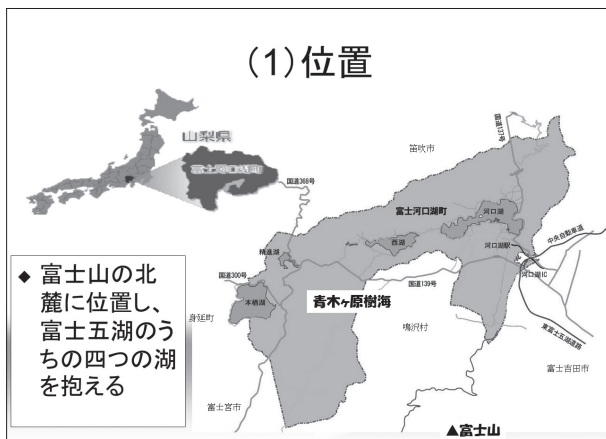 (1)位置
山梨県
富士河口湖町
国道358号
国道137号
笛吹市
富士河口湖町
河口湖
中央自動車道
精進湖
西湖
河口湖駅
河口湖IC
国道300号
国道139号
本栖湖
青木ヶ原樹海
身延町
鳴沢村
東富士五湖道路
富士吉田市
富士宮市
▲富士山
◆ 富士山の北
麓に位置し、
富士五湖のう
ちの四つの湖
を抱える